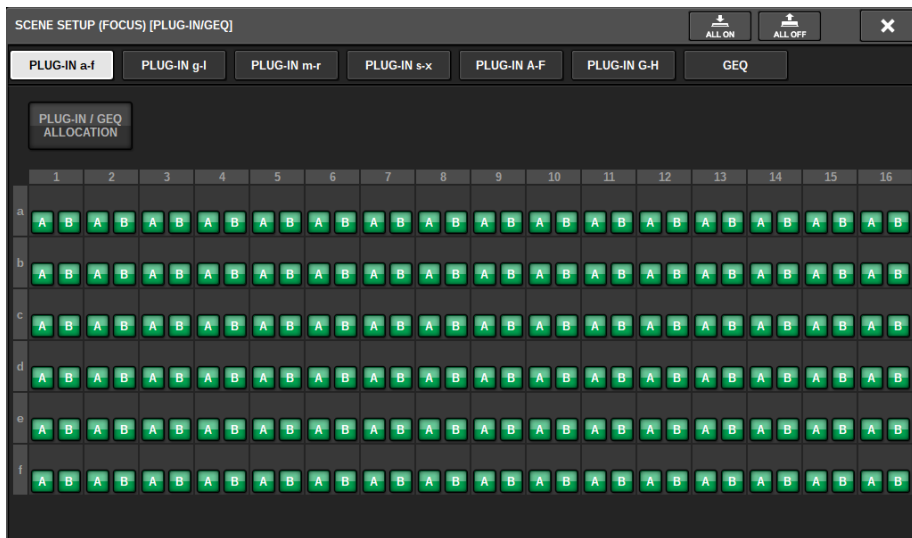 SCENE SETUP (FOCUS) [PLUG-IN/GEQ]
ALL ON
ALL OFF
PLUG-IN a-f
PLUG-IN g-l
PLUG-IN m-r
PLUG-IN s-x
PLUG-IN A-F
PLUG-IN G-H
GEQ
PLUG-IN / GEQ
ALLOCATION
1 2 3 4 5 6 7 8 9 10 11 12 13 14 15 16
a
A B A B A B A B A B A B A B A B A B A B A B A B A B A B A B A B
b
A B A B A B A B A B A B A B A B A B A B A B A B A B A B A B A B
c
A B A B A B A B A B A B A B A B A B A B A B A B A B A B A B A B
d
A B A B A B A B A B A B A B A B A B A B A B A B A B A B A B A B
e
A B A B A B A B A B A B A B A B A B A B A B A B A B A B A B A B
f
A B A B A B A B A B A B A B A B A B A B A B A B A B A B A B A B